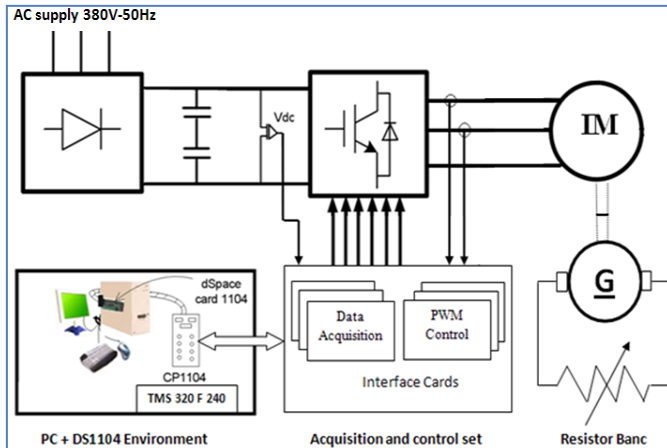 AC supply 380V-50Hz
Vdc
IM
G
dSpace
card 1104
CP1104
TMS 320 F 240
Data
Acquisition
PWM
Control
Interface Cards
PC + DS1104 Environment
Acquisition and control set
Resistor Banc